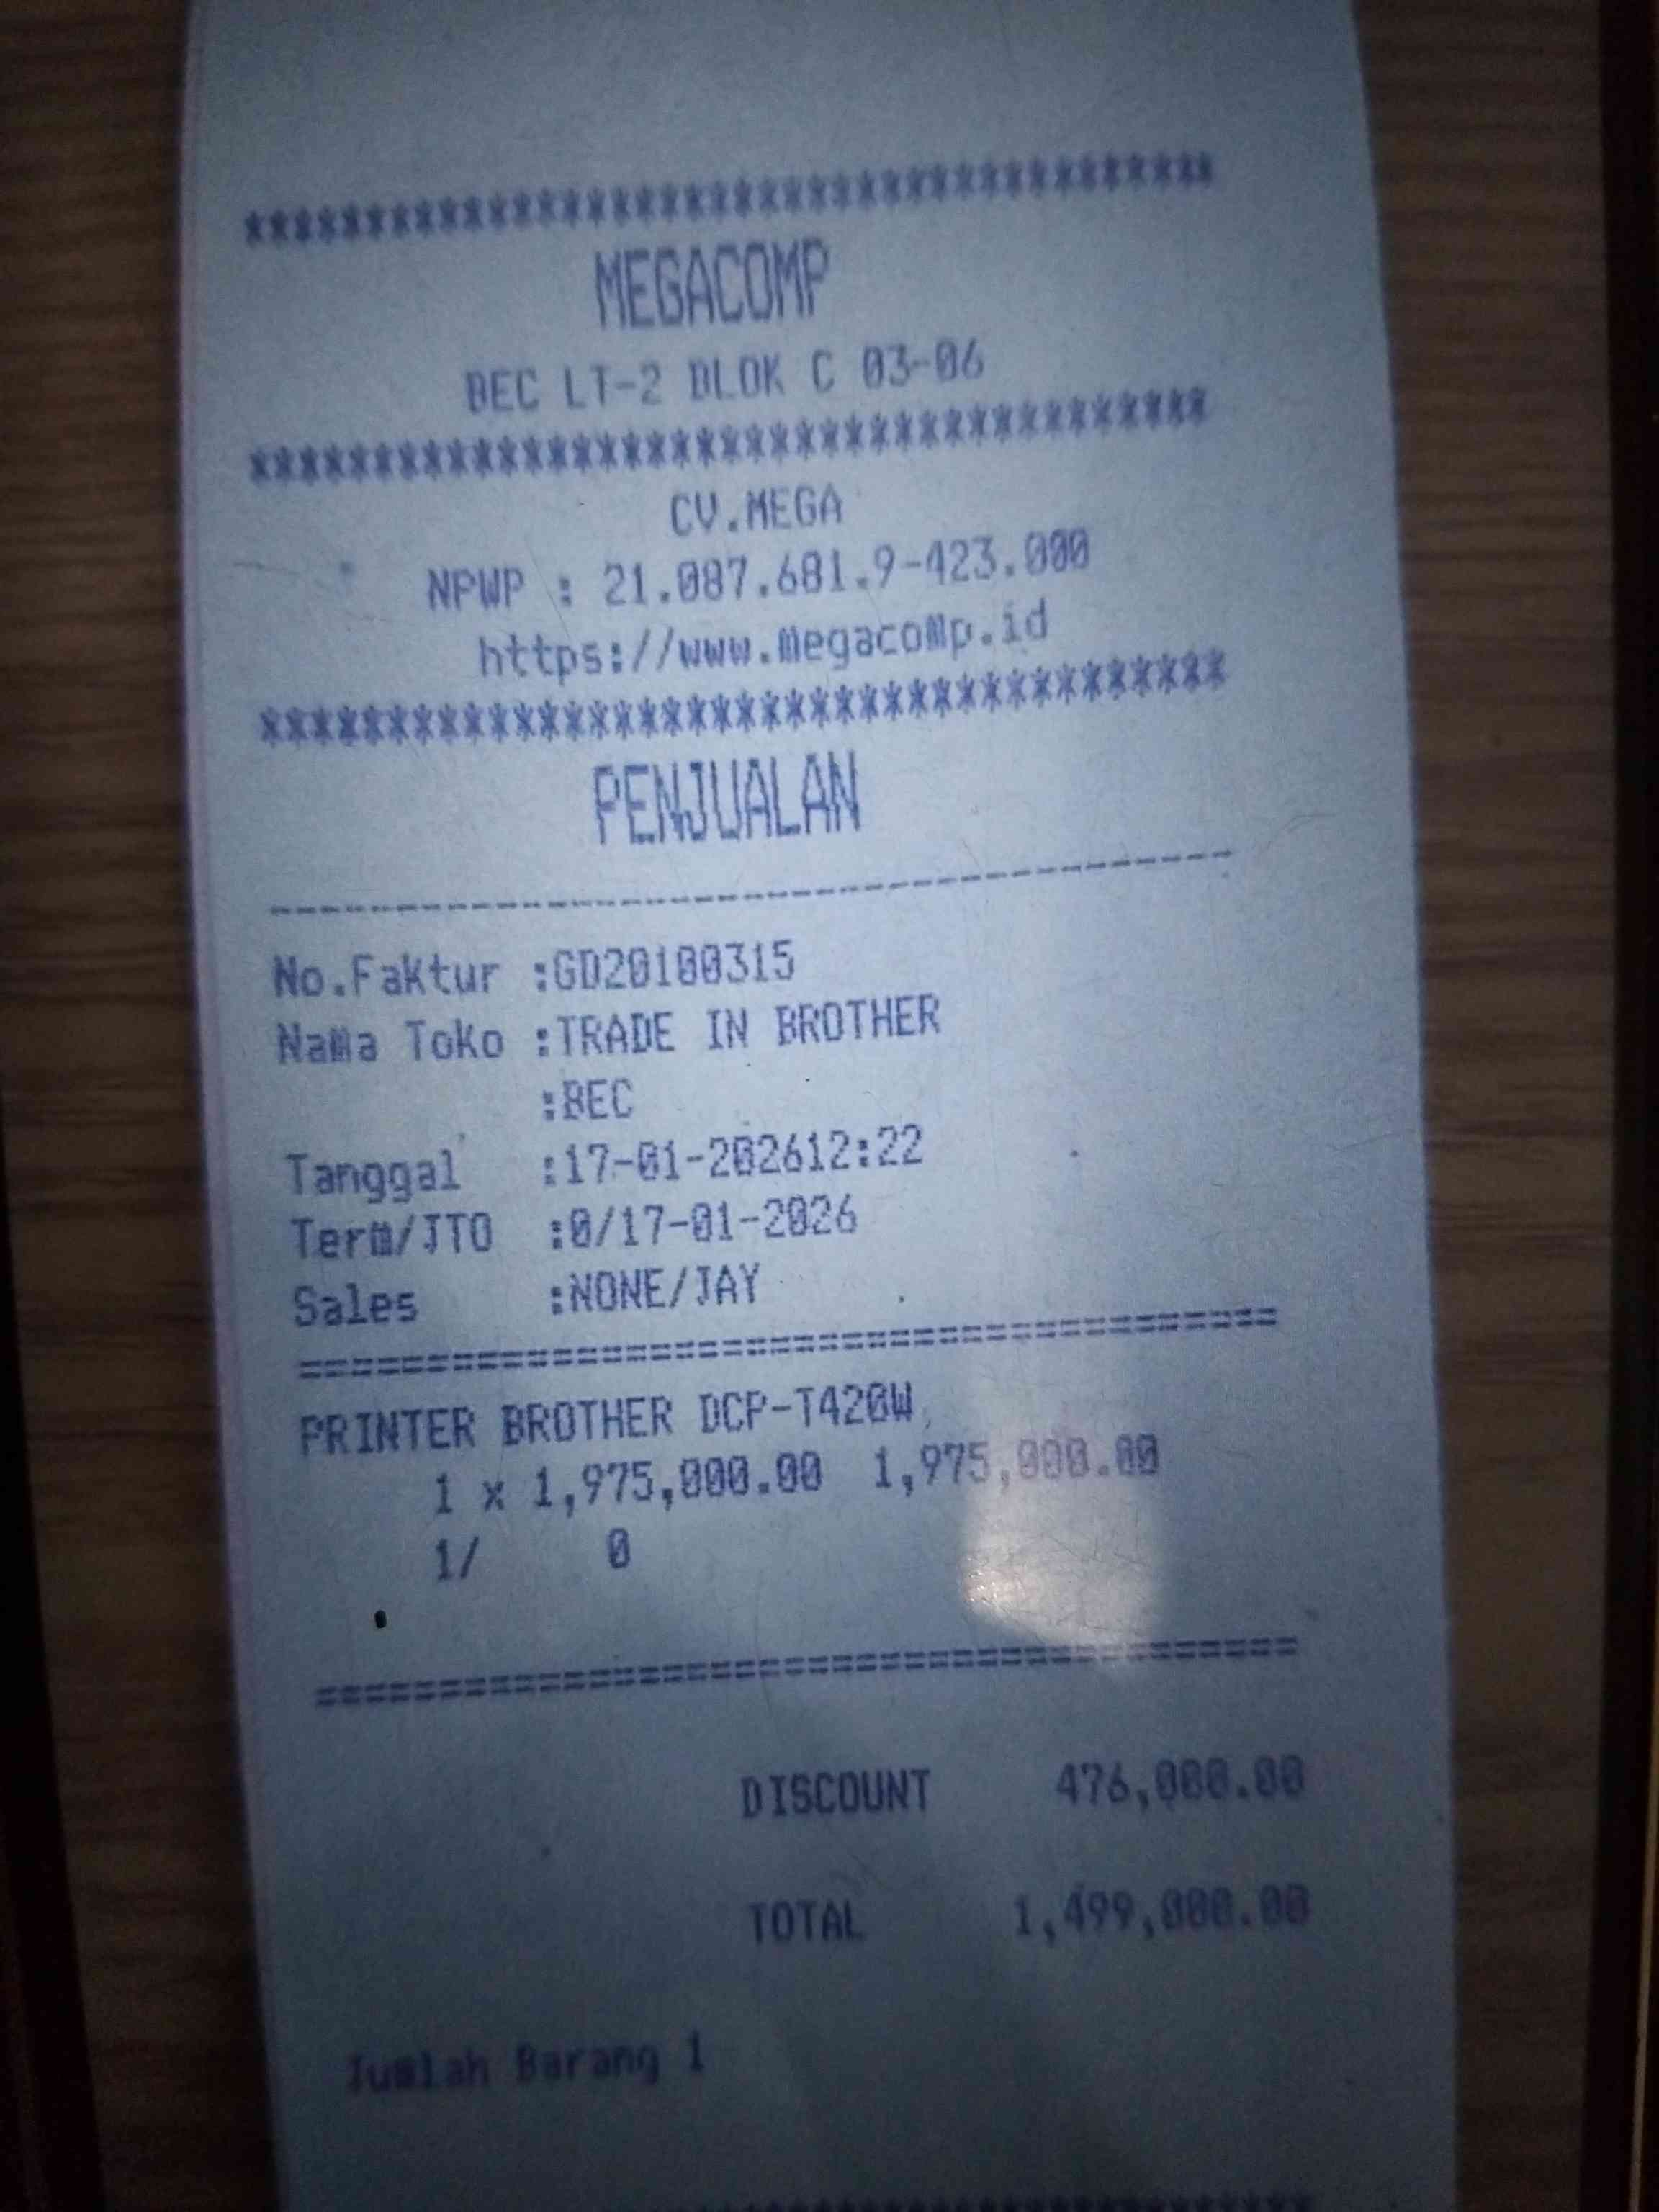 **************************************
MEGACOMP
BEC LT-2 BLOK C 03-06
**************************************
CV.MEGA
NPWP : 21.087.681.9-423.000
https://www.megacomp.id
**************************************
PENJUALAN
--------------------------------------
No.Faktur :GD20100315
Nama Toko :TRADE IN BROTHER
:BEC
Tanggal :17-01-202612:22
Term/JTO :0/17-01-2026
Sales :NONE/JAY
======================================
PRINTER BROTHER DCP-T420W
1 x 1,975,000.00 1,975,000.00
1/ 0
======================================
DISCOUNT 476,000.00
TOTAL 1,499,000.00
Jumlah Barang 1